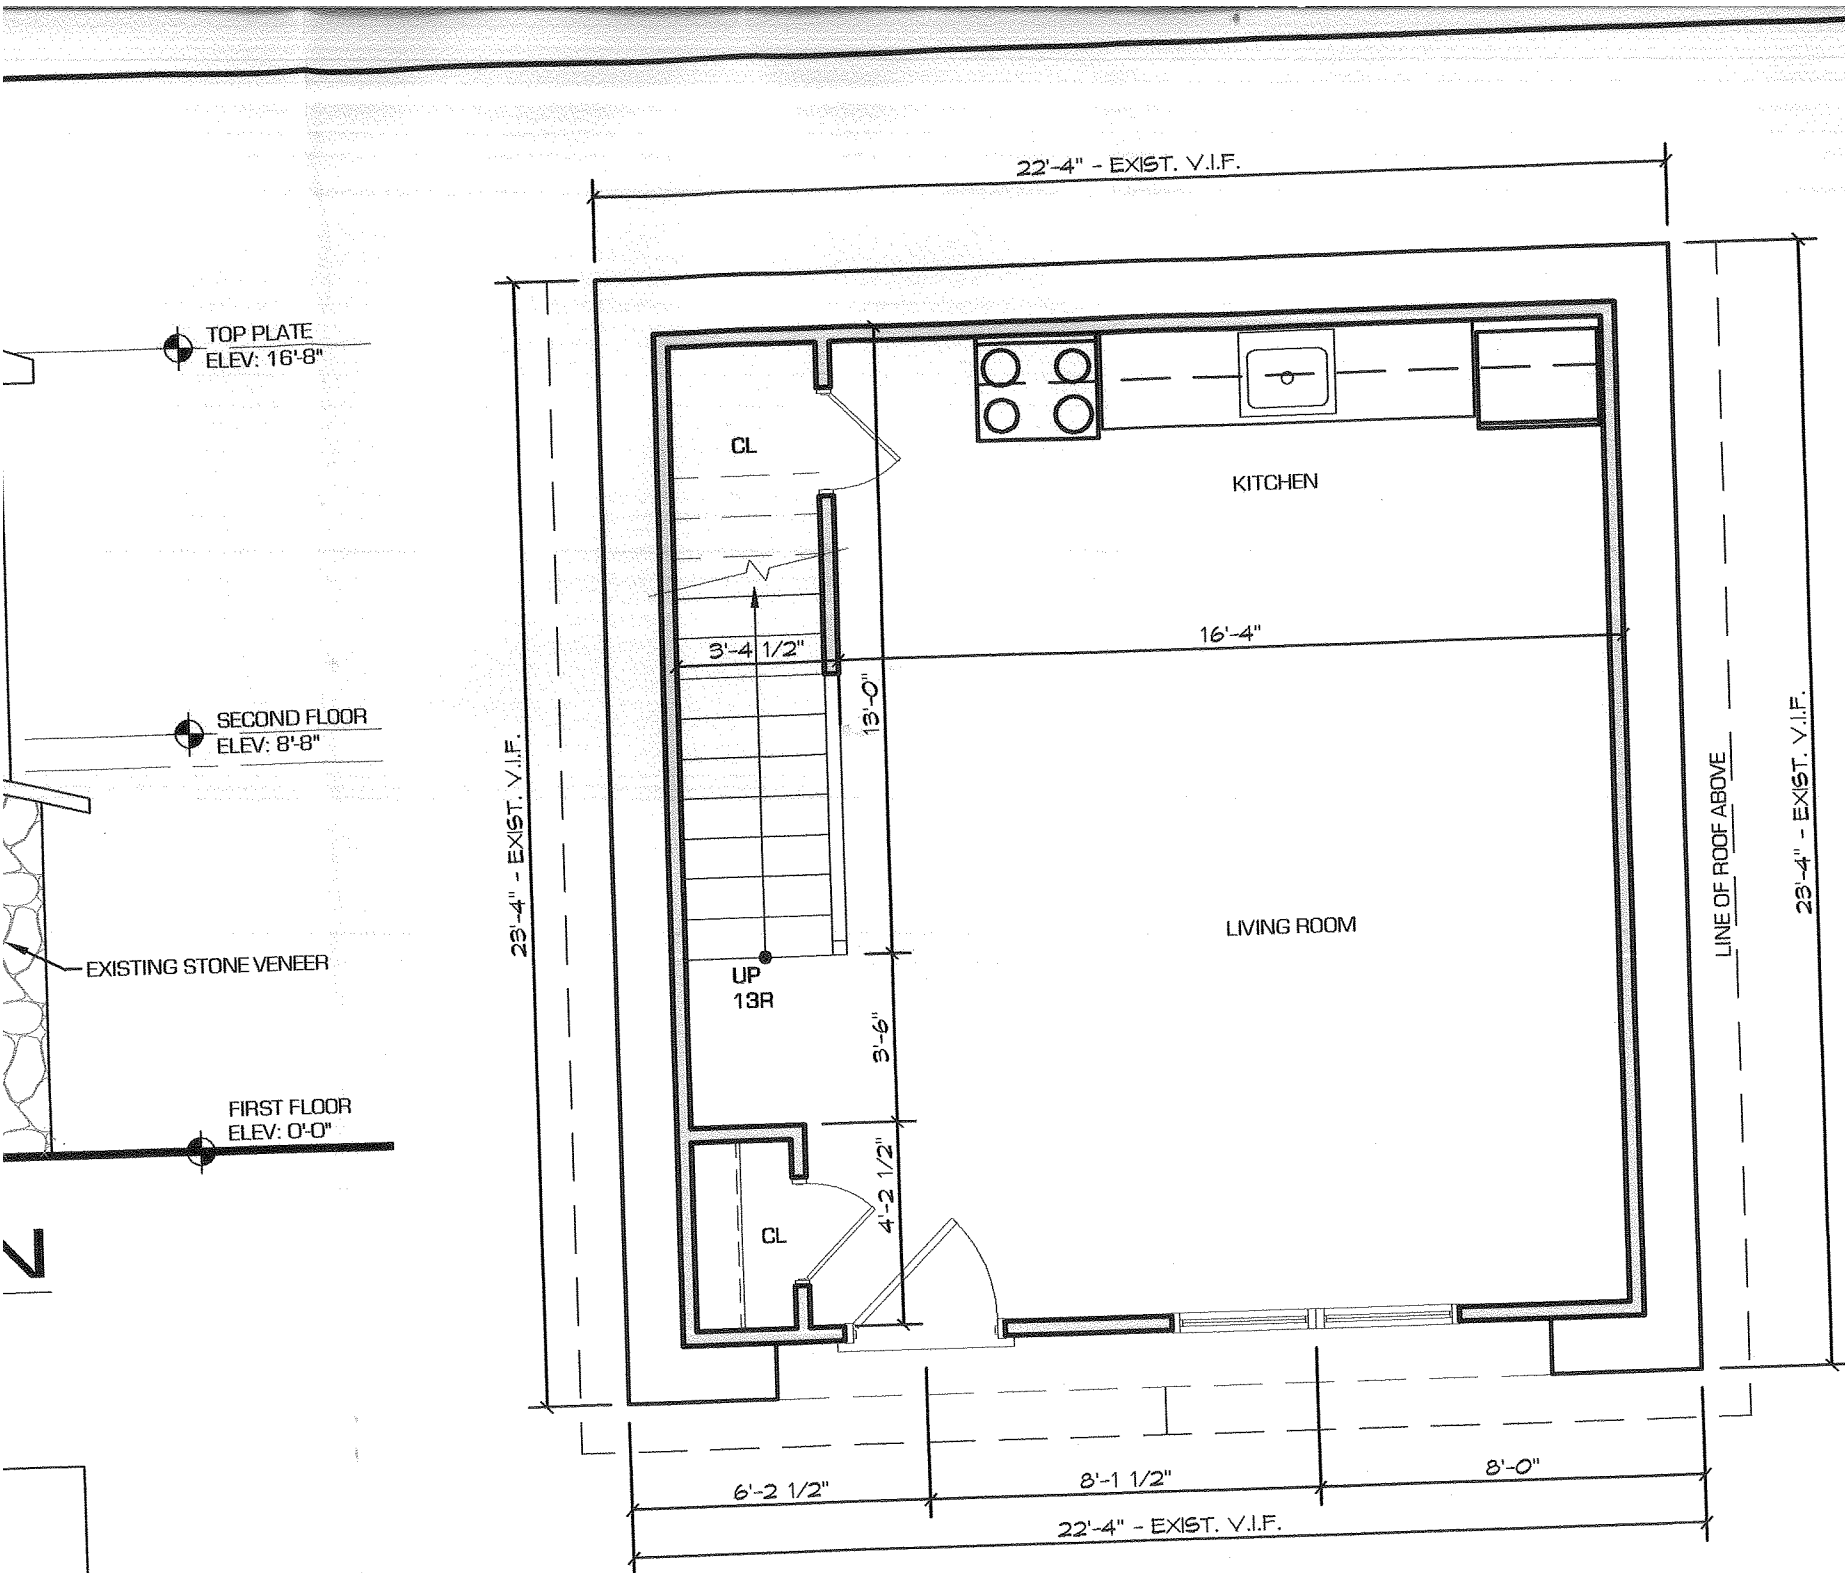 22'-4" - EXIST. V.I.F.
TOP PLATE
ELEV: 16'-8"
CL
KITCHEN
16'-4"
3'-4 1/2"
13'-0"
SECOND FLOOR
ELEV: 8'-8"
23'-4" - EXIST. V.I.F.
LINE OF ROOF ABOVE
23'-4" - EXIST. V.I.F.
LIVING ROOM
EXISTING STONE VENEER
UP
13R
3'-6"
FIRST FLOOR
ELEV: 0'-0"
4'-2 1/2"
CL
6'-2 1/2"
8'-1 1/2"
8'-0"
22'-4" - EXIST. V.I.F.